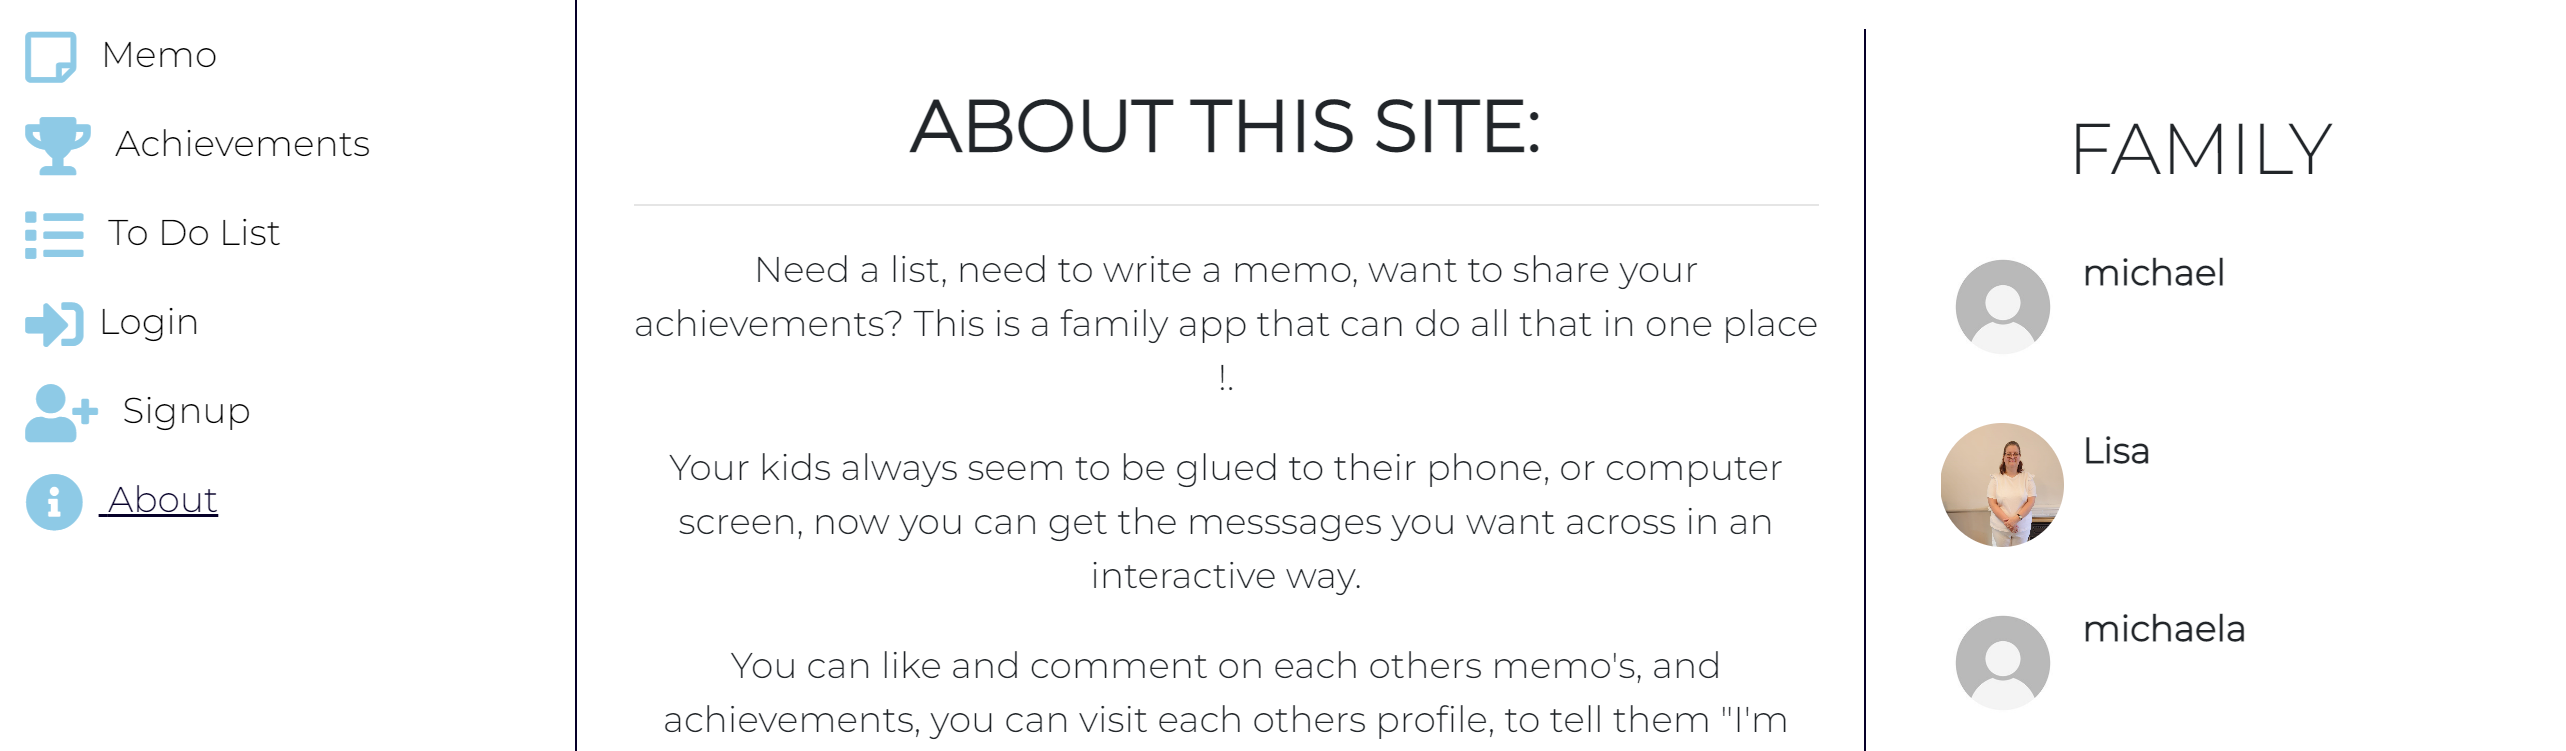 Memo
Achievements
To Do List
Login
Signup
About
ABOUT THIS SITE:
Need a list, need to write a memo, want to share your
achievements? This is a family app that can do all that in one place
!.
Your kids always seem to be glued to their phone, or computer
screen, now you can get the messsages you want across in an
interactive way.
You can like and comment on each others memo's, and
achievements, you can visit each others profile, to tell them "I'm
FAMILY
michael
Lisa
michaela